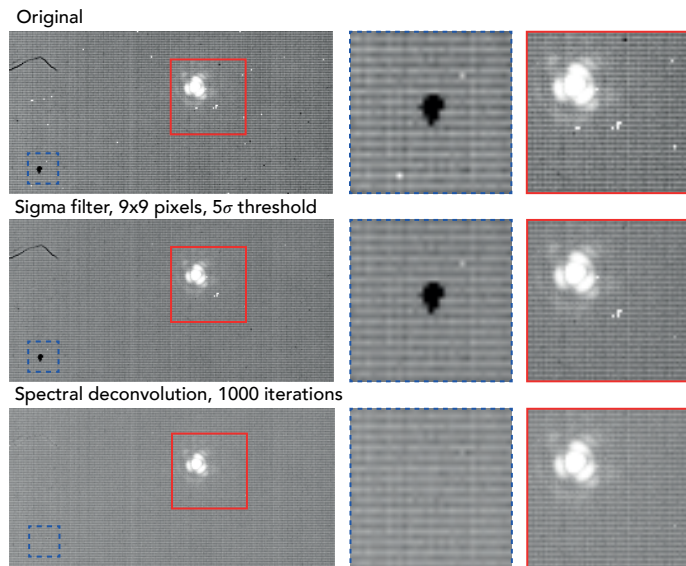 Original
Sigma filter, 9x9 pixels, 5σ threshold
Spectral deconvolution, 1000 iterations